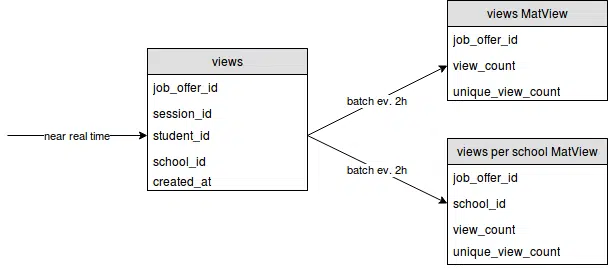 near real time
views
job_offer_id
session_id
student_id
school_id
created_at
batch ev. 2h
batch ev. 2h
views MatView
job_offer_id
view_count
unique_view_count
views per school MatView
job_offer_id
school_id
view_count
unique_view_count